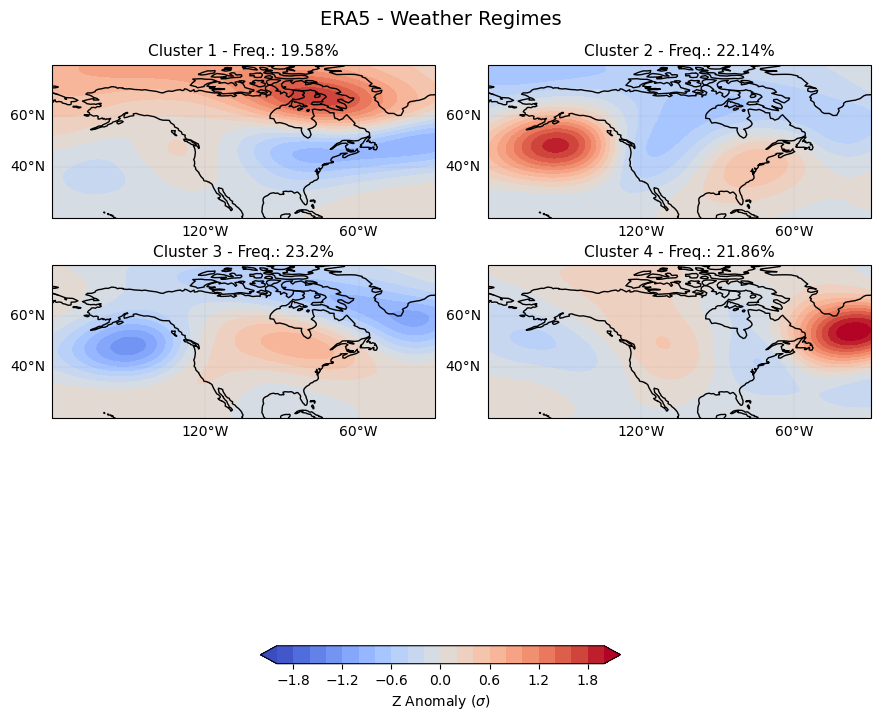 ERA5 - Weather Regimes
Cluster 1 - Freq.: 19.58%
Cluster 2 - Freq.: 22.14%
60°N
40°N
120°W
60°W
60°N
40°N
120°W
60°W
Cluster 3 - Freq.: 23.2%
Cluster 4 - Freq.: 21.86%
60°N
40°N
120°W
60°W
60°N
40°N
120°W
60°W
−1.8 −1.2 −0.6 0.0 0.6 1.2 1.8
Z Anomaly (σ)